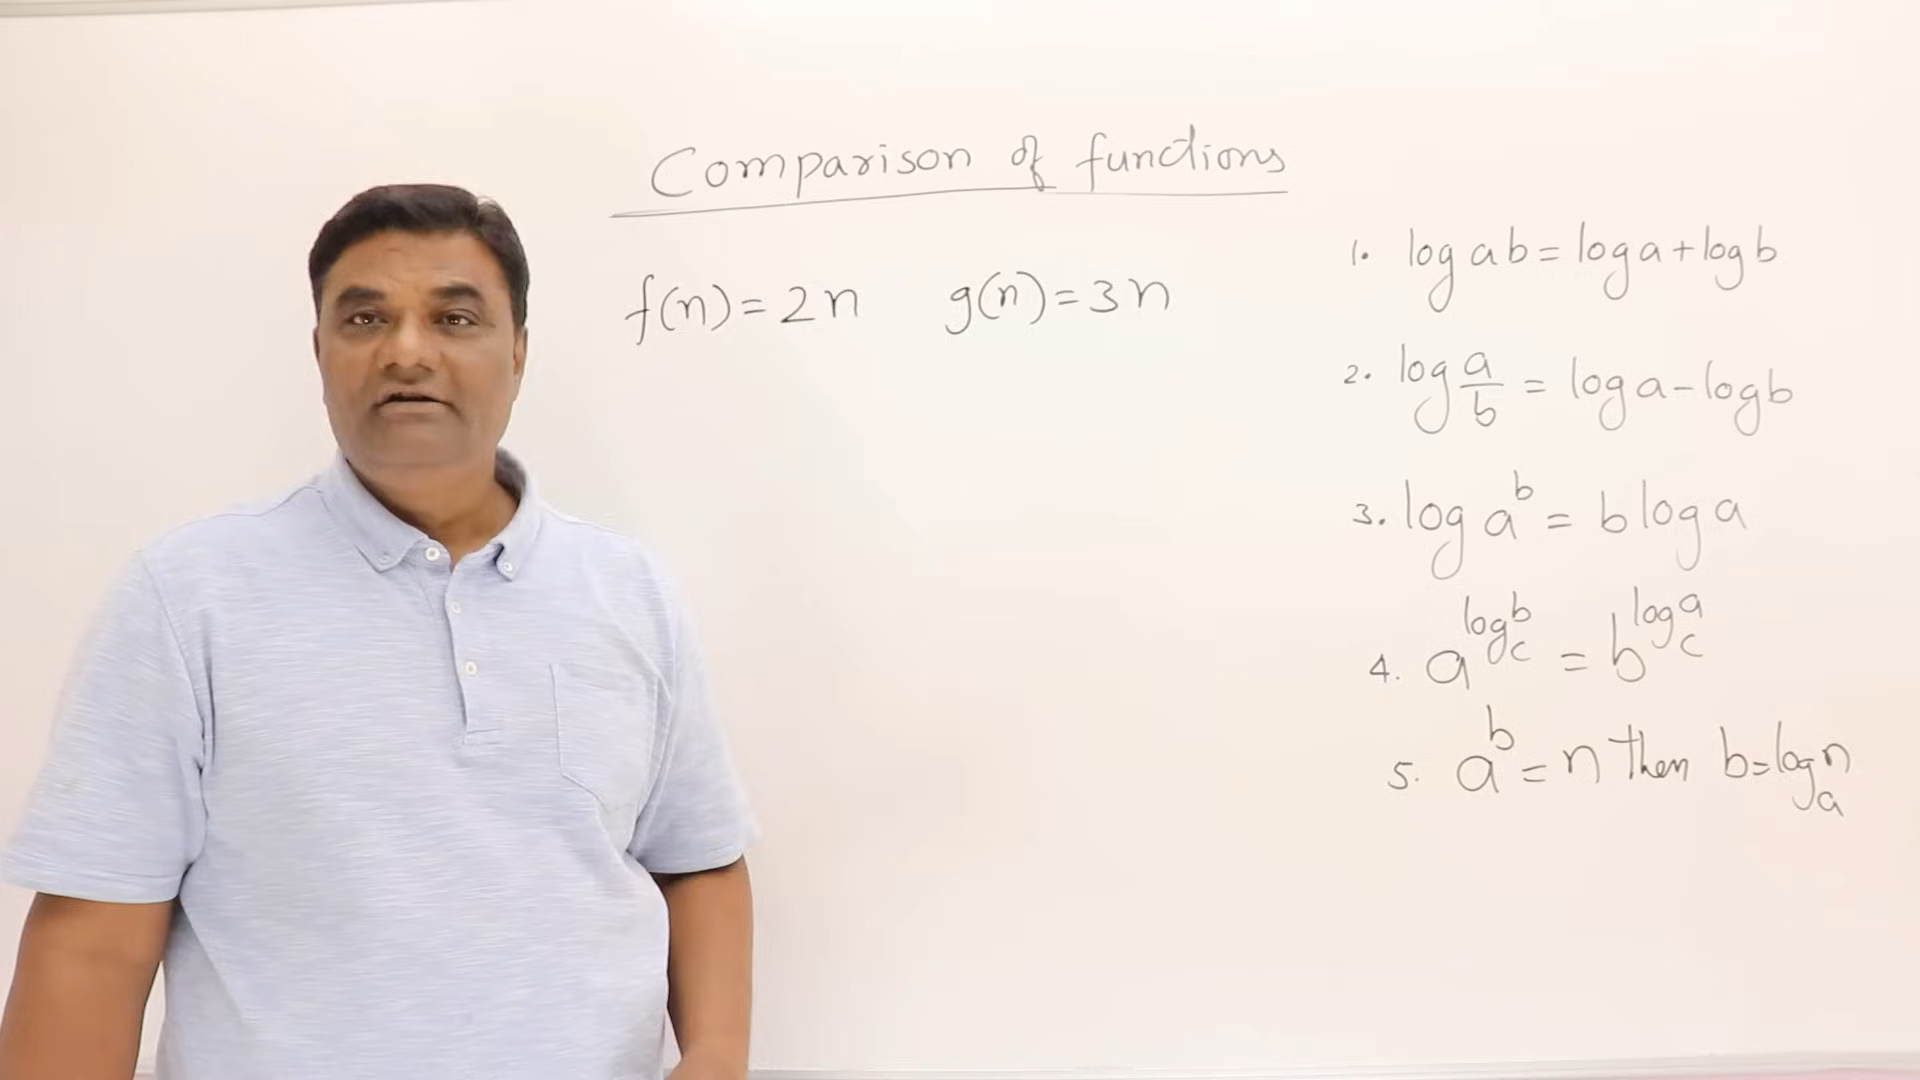 Comparison of functions
f(n) = 2n g(n) = 3n
1. log ab = log a + log b
2. log a/b = log a - log b
3. log a^b = b log a
4. a^(log_c b) = b^(log_c a)
5. a^b = n then b = log_a n